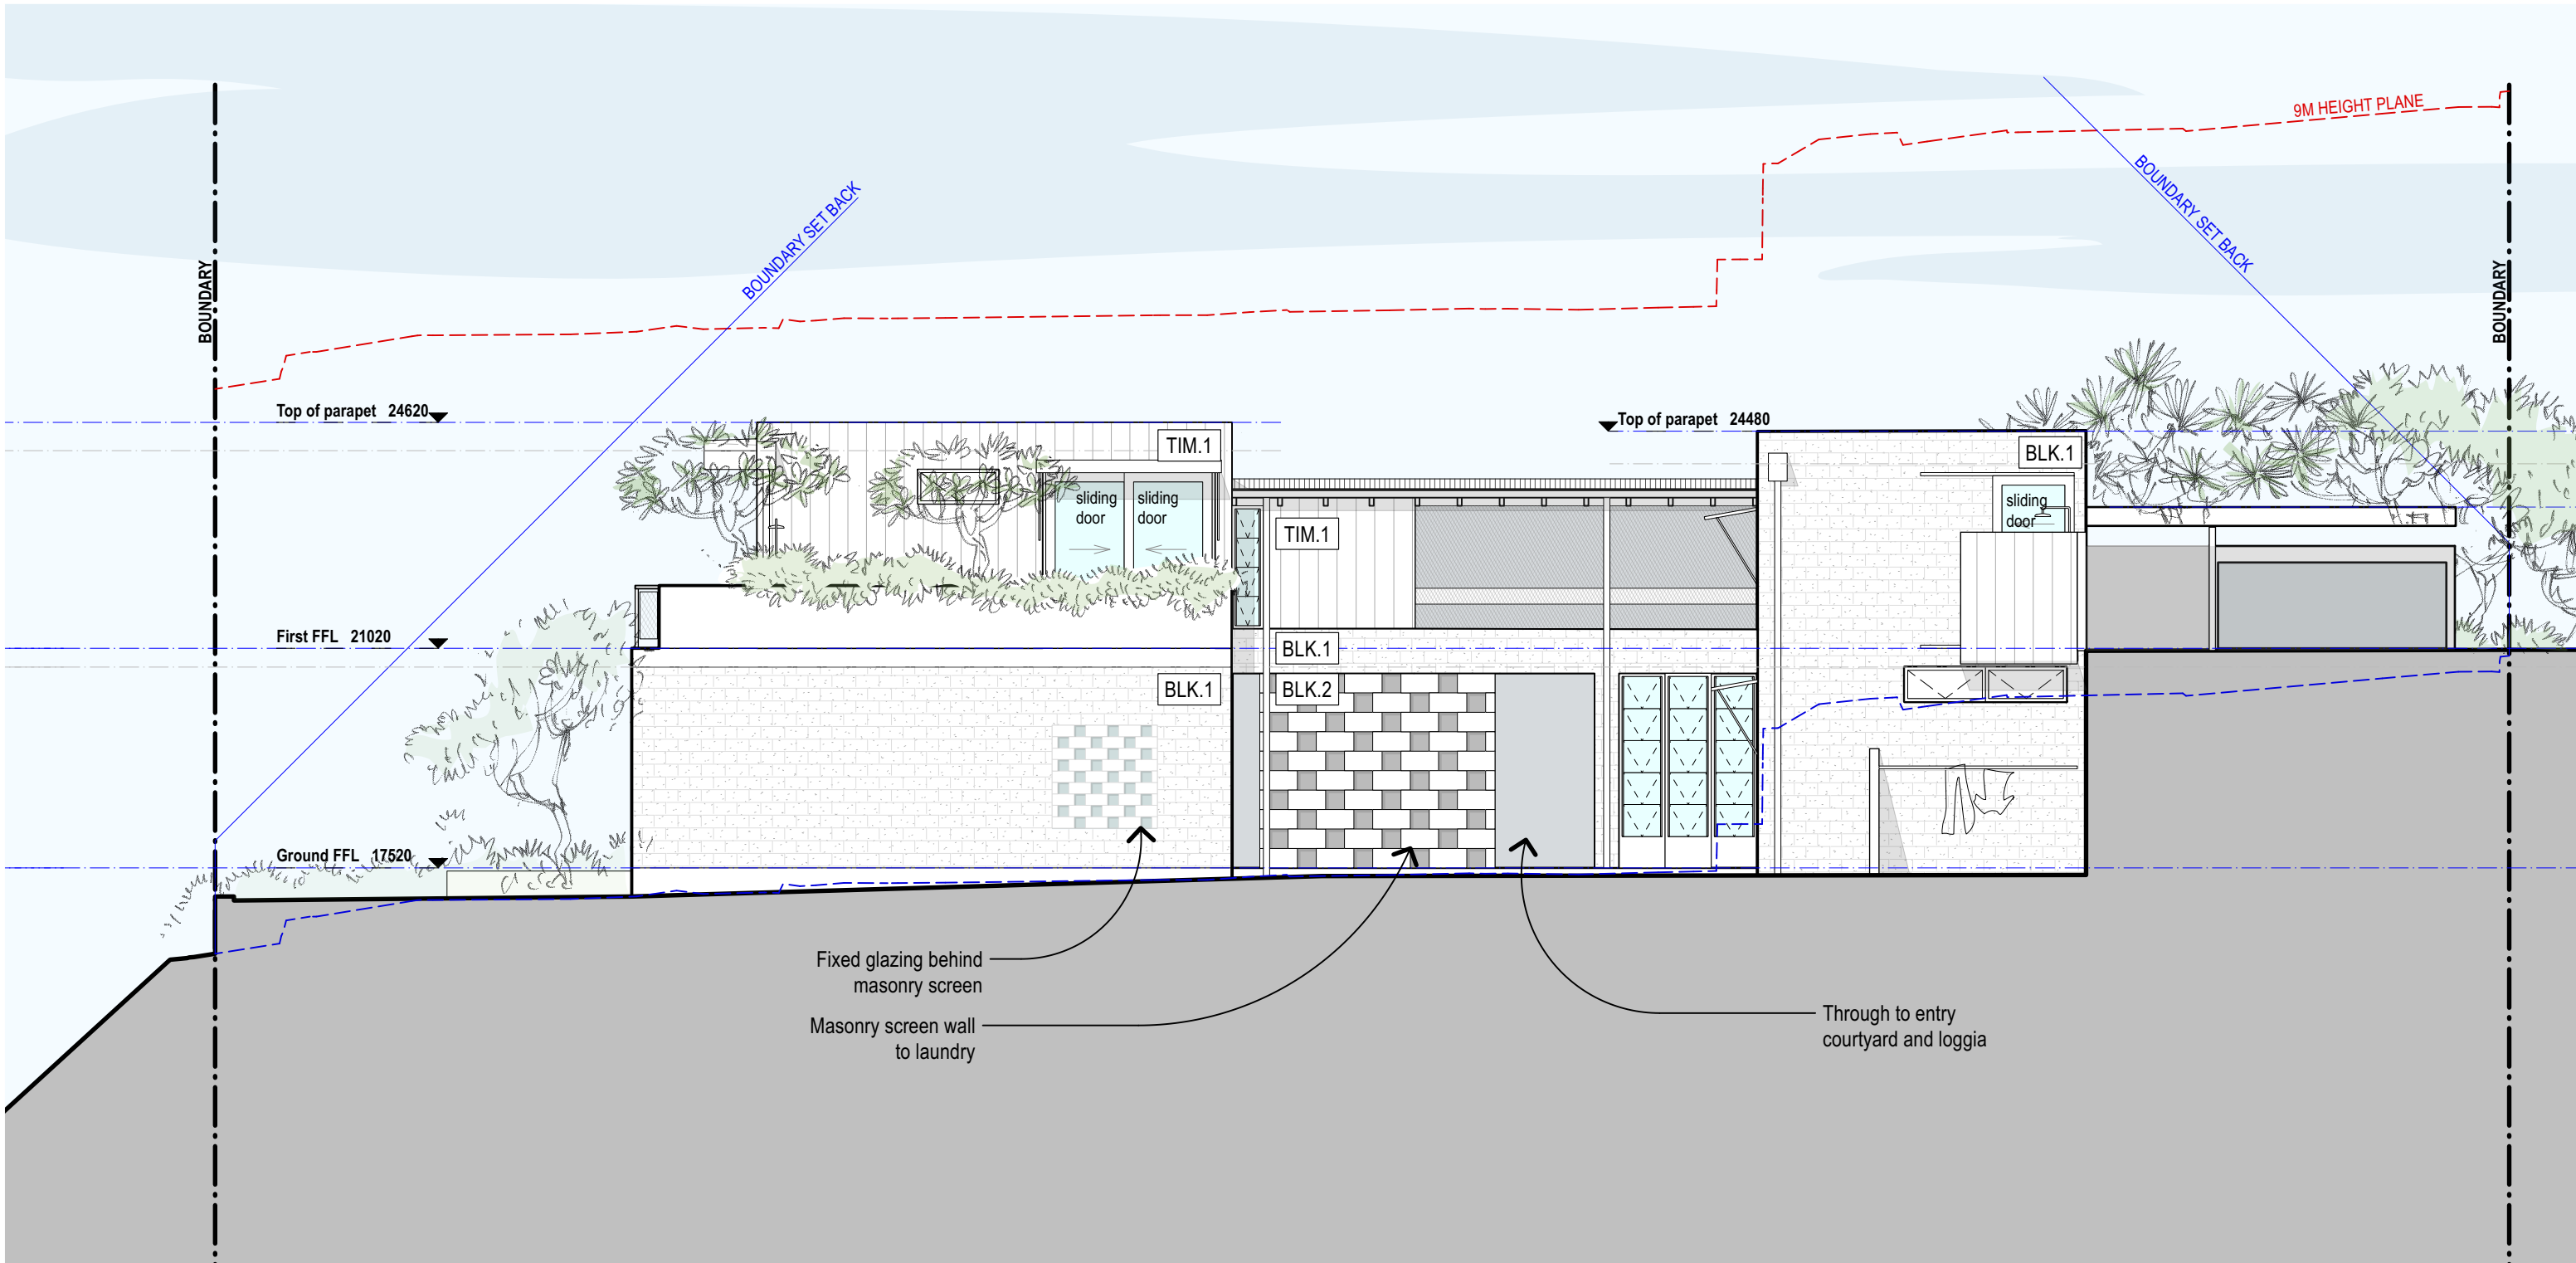 9M HEIGHT PLANE
BOUNDARY SET BACK
BOUNDARY SET BACK
BOUNDARY
BOUNDARY
Top of parapet 24620
Top of parapet 24480
TIM.1
BLK.1
sliding
door
sliding
door
sliding
door
TIM.1
First FFL 21020
BLK.1
BLK.1
BLK.2
Ground FFL 17520
Fixed glazing behind
masonry screen
Masonry screen wall
to laundry
Through to entry
courtyard and loggia